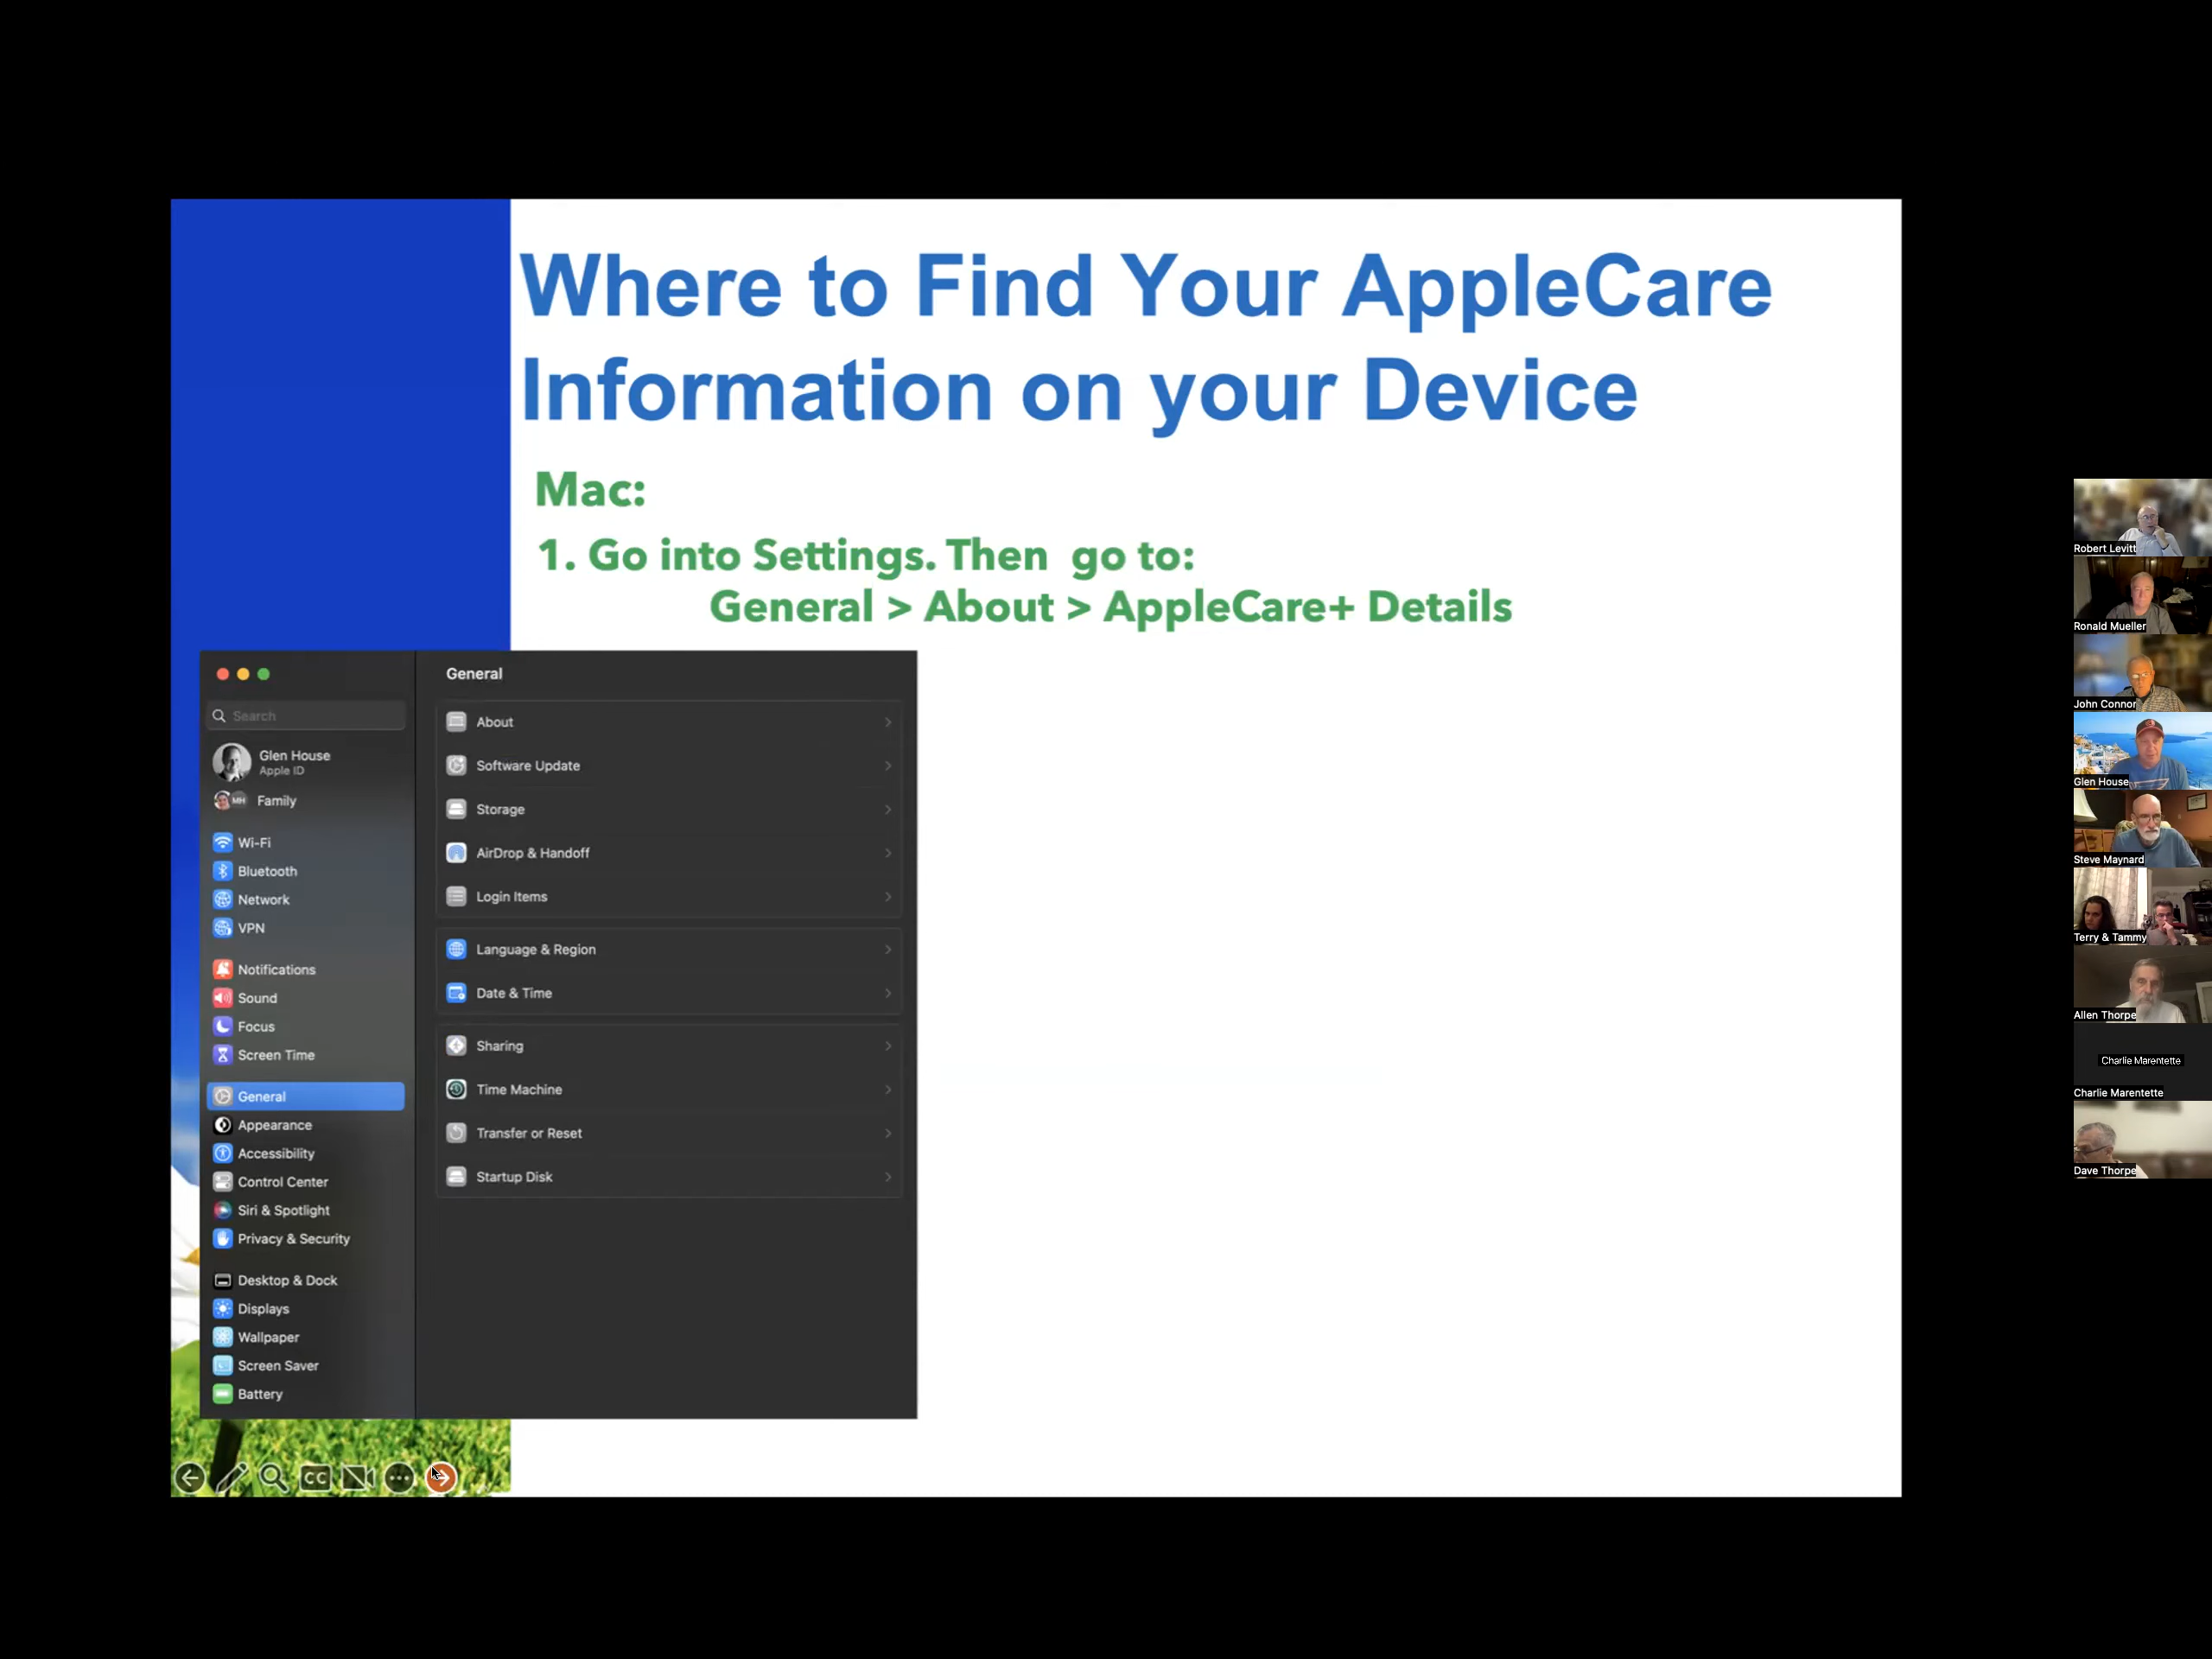 Where to Find Your AppleCare
Information on your Device
Mac:
1. Go into Settings. Then go to:
General > About > AppleCare+ Details
Search
Glen House
Apple ID
MH Family
Wi-Fi
Bluetooth
Network
VPN
Notifications
Sound
Focus
Screen Time
General
Appearance
Accessibility
Control Center
Siri & Spotlight
Privacy & Security
Desktop & Dock
Displays
Wallpaper
Screen Saver
Battery
General
About
Software Update
Storage
AirDrop & Handoff
Login Items
Language & Region
Date & Time
Sharing
Time Machine
Transfer or Reset
Startup Disk
CC
Robert Levitt
Ronald Mueller
John Connor
Glen House
Steve Maynard
Terry & Tammy
Allen Thorpe
Charlie Marentette
Charlie Marentette
Dave Thorpe